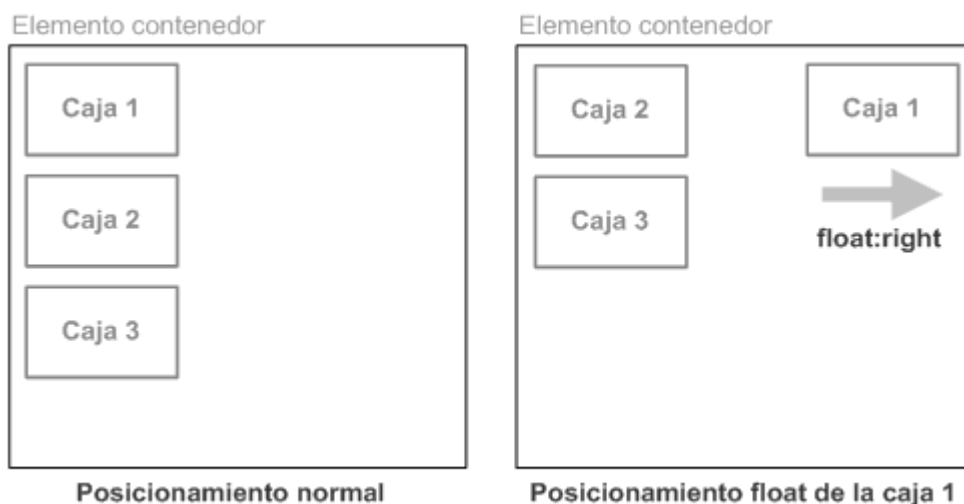 Elemento contenedor
Caja 1
Caja 2
Caja 3
Posicionamiento normal
Elemento contenedor
Caja 2
Caja 1
Caja 3
float:right
Posicionamiento float de la caja 1